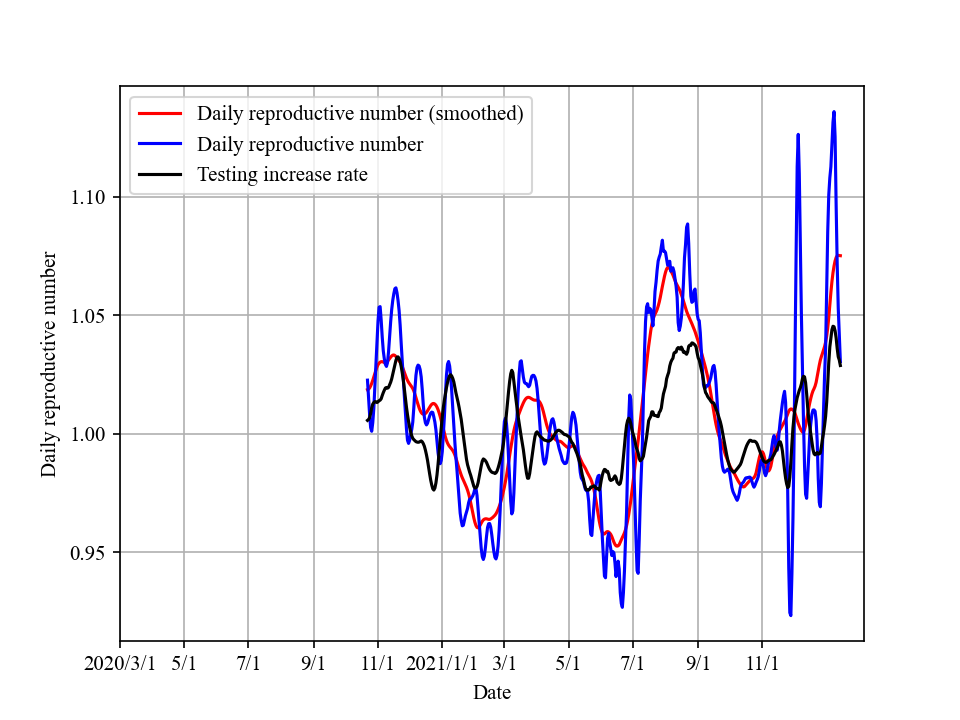 Daily reproductive number (smoothed)
Daily reproductive number
Testing increase rate
Daily reproductive number
1.10
1.05
1.00
0.95
2020/3/1 5/1 7/1 9/1 11/1 2021/1/1 3/1 5/1 7/1 9/1 11/1
Date